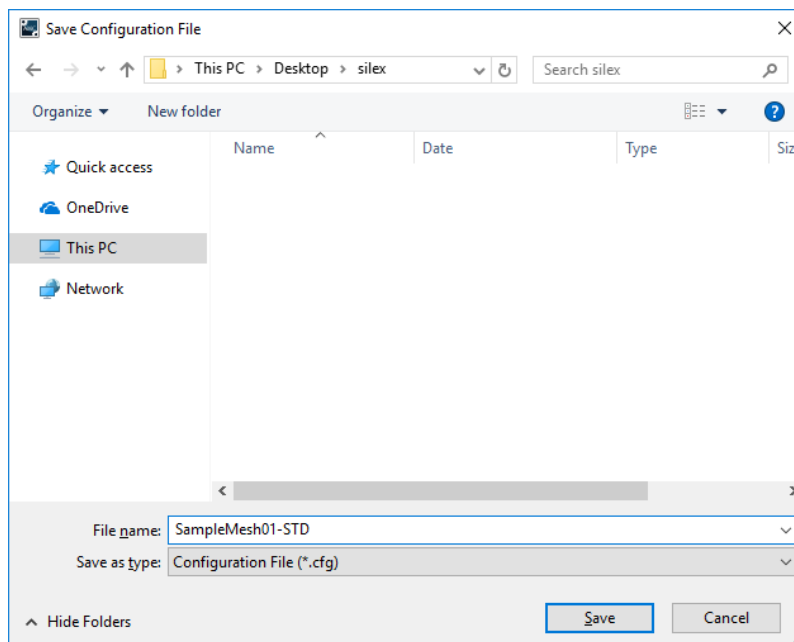 Save Configuration File
This PC > Desktop > silex
Search silex
Organize
New folder
?
Name
Date
Type
Siz
Quick access
OneDrive
This PC
Network
File name: SampleMesh01-STD
Save as type: Configuration File (*.cfg)
Hide Folders
Save
Cancel